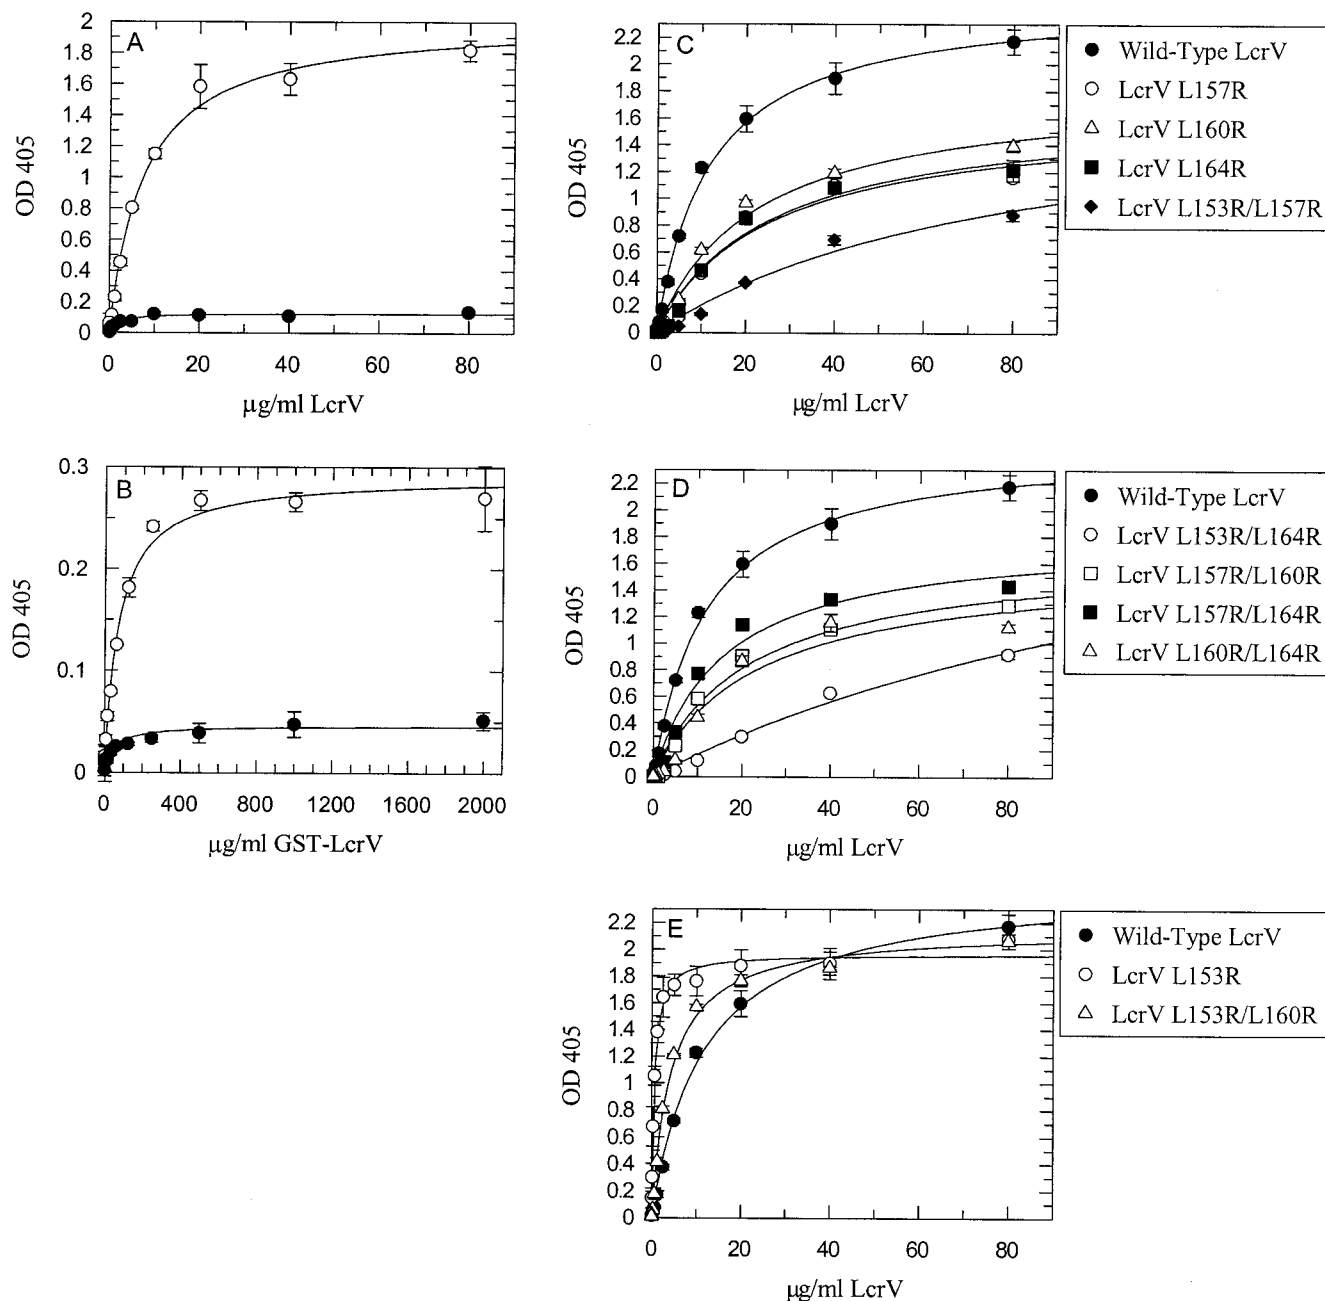 A
2
1.8
1.6
1.4
1.2
1
0.8
0.6
0.4
0.2
0
OD 405
0 20 40 60 80
µg/ml LcrV
B
0.3
0.2
0.1
0
OD 405
0 400 800 1200 1600 2000
µg/ml GST-LcrV
C
2.2
2
1.8
1.6
1.4
1.2
1
0.8
0.6
0.4
0.2
0
OD 405
0 20 40 60 80
µg/ml LcrV
Wild-Type LcrV
LcrV L157R
LcrV L160R
LcrV L164R
LcrV L153R/L157R
D
2.2
2
1.8
1.6
1.4
1.2
1
0.8
0.6
0.4
0.2
0
OD 405
0 20 40 60 80
µg/ml LcrV
Wild-Type LcrV
LcrV L153R/L164R
LcrV L157R/L160R
LcrV L157R/L164R
LcrV L160R/L164R
E
2.2
2
1.8
1.6
1.4
1.2
1
0.8
0.6
0.4
0.2
0
OD 405
0 20 40 60 80
µg/ml LcrV
Wild-Type LcrV
LcrV L153R
LcrV L153R/L160R